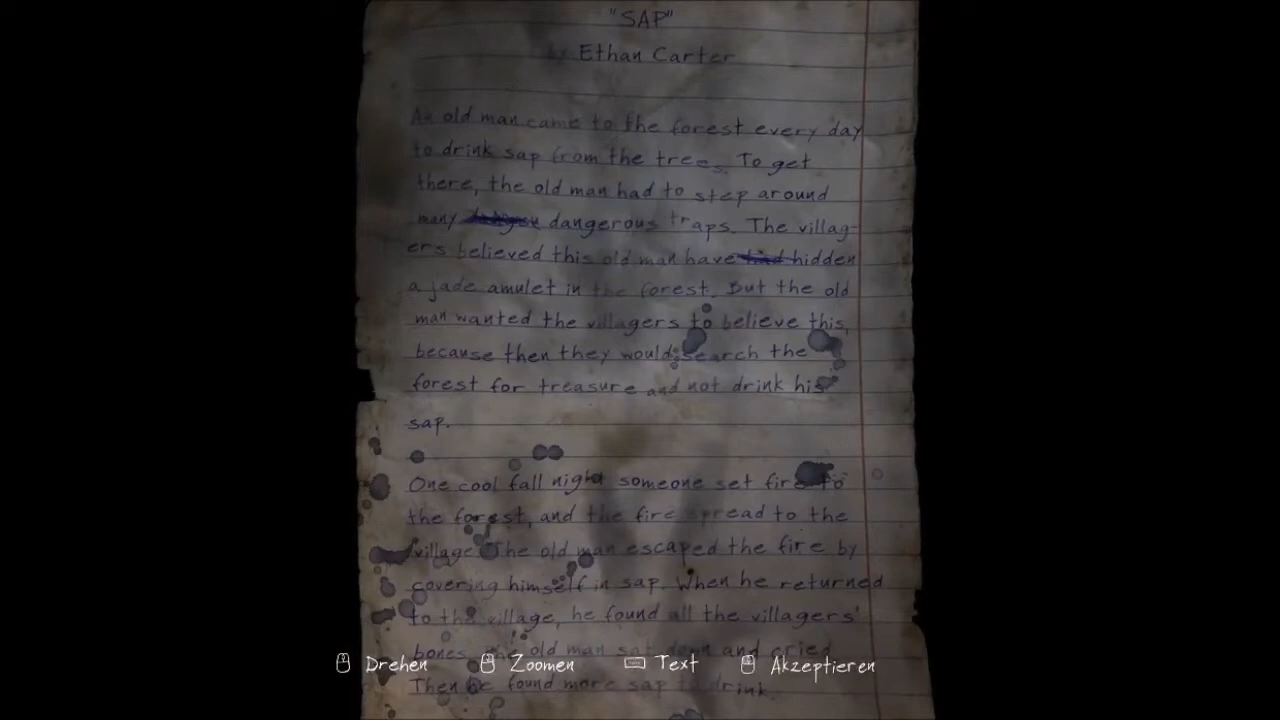 "SAP"
by Ethan Carter
An old man came to the forest every day
to drink sap from the trees. To get
there, the old man had to step around
many dangerous traps. The villag-
ers believed this old man have hidden
a jade amulet in the forest. But the old
man wanted the villagers to believe this,
because then they would search the
forest for treasure and not drink his
sap.
One cool fall night someone set fire to
the forest, and the fire spread to the
village. The old man escaped the fire by
covering himself in sap. When he returned
to the village, he found all the villagers'
bones. The old man sat down and cried.
Then he found more sap to drink.
Drehen Zoomen Text Akzeptieren